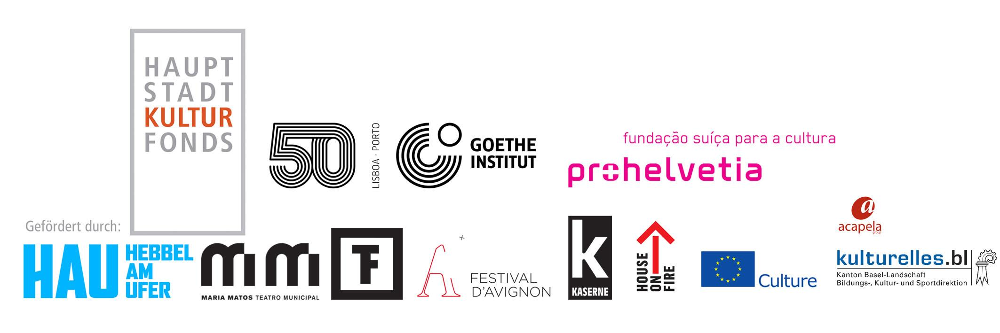 HAUPT
STADT
KULTUR
FONDS
50
LISBOA · PORTO
GOETHE
INSTITUT
fundação suíça para a cultura
prohelvetia
Gefördert durch:
HAU
HEBBEL
AM
UFER
MARIA MATOS TEATRO MUNICIPAL
TF
FESTIVAL
D'AVIGNON
k
KASERNE
HOUSE
ON
FIRE
Culture
a
acapela
group
kulturelles.bl
Kanton Basel-Landschaft
Bildungs-, Kultur- und Sportdirektion